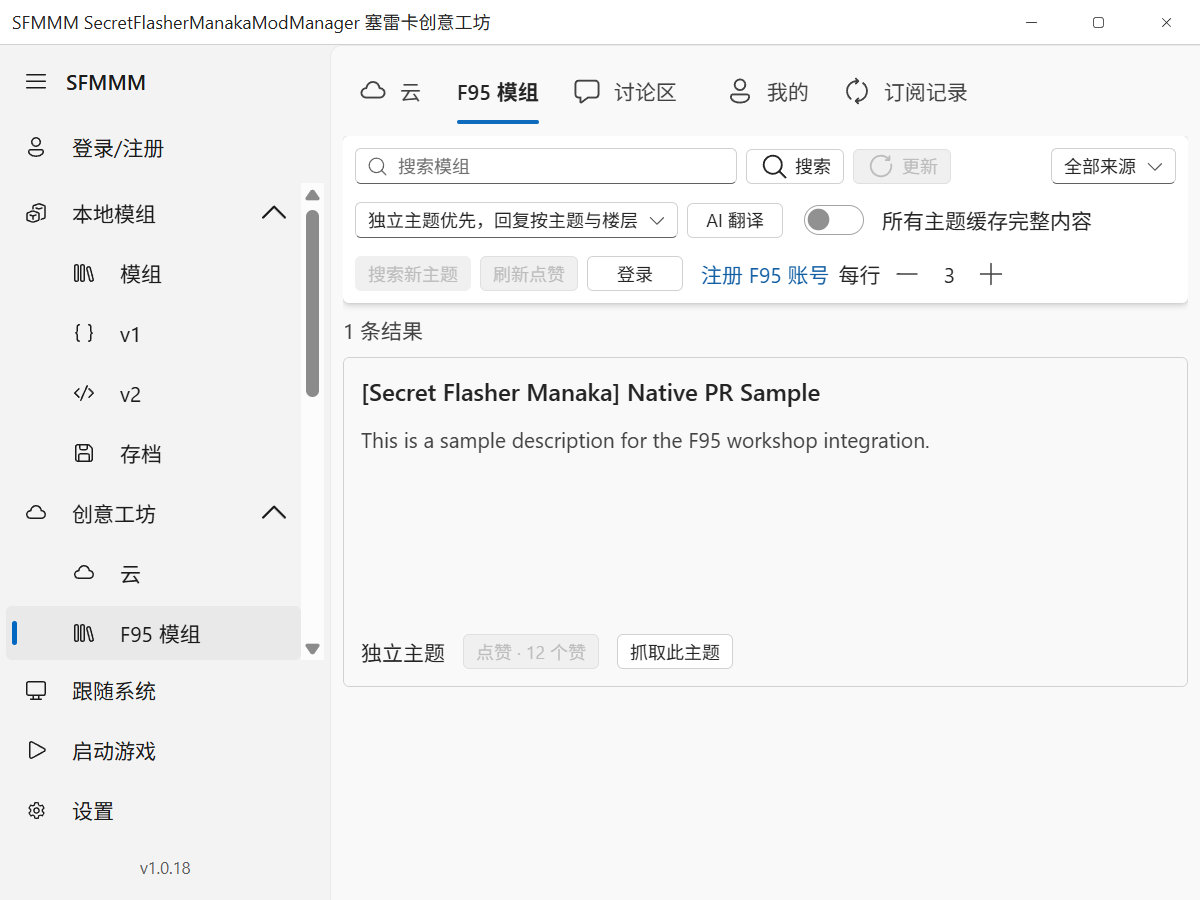 SFMMM SecretFlasherManakaModManager 塞雷卡创意工坊
SFMMM
登录/注册
本地模组
模组
v1
v2
存档
创意工坊
云
F95 模组
跟随系统
启动游戏
设置
v1.0.18
云 F95 模组 讨论区 我的 订阅记录
搜索模组 搜索 更新 全部来源
独立主题优先，回复按主题与楼层 AI 翻译 所有主题缓存完整内容
搜索新主题 刷新点赞 登录 注册 F95 账号 每行 3
1 条结果
[Secret Flasher Manaka] Native PR Sample
This is a sample description for the F95 workshop integration.
独立主题 点赞 · 12 个赞 抓取此主题